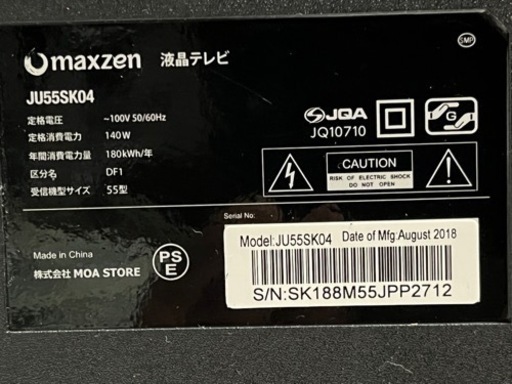 maxzen 液晶テレビ
SMP
JU55SK04
定格電圧 ~100V 50/60Hz
定格消費電力 140W
年間消費電力量 180kWh/年
区分名 DF1
受信機型サイズ 55型
JQA
JQ10710
G
CAUTION
RISK OF ELECTRIC SHOCK
DO NOT OPEN
Made in China
株式会社 MOA STORE
PS
E
Serial No:
Model:JU55SK04 Date of Mfg:August 2018
S/N:SK188M55JPP2712